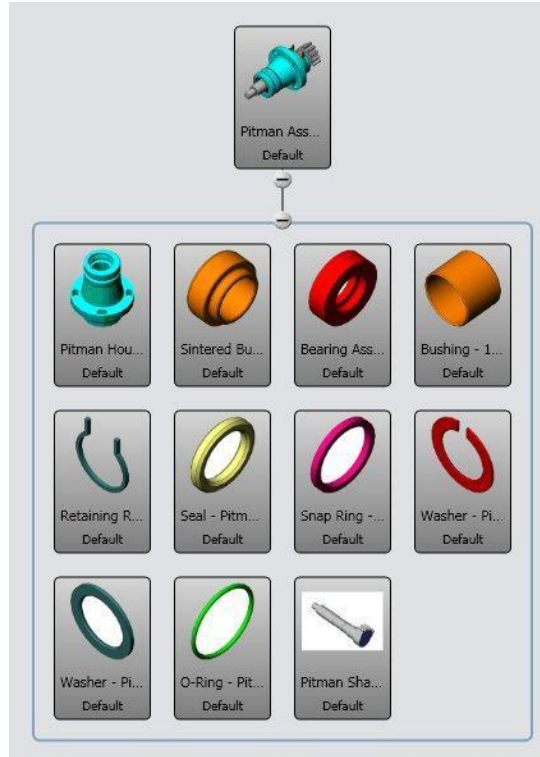 Pitman Ass...
Default
Pitman Hou...
Default
Sintered Bu...
Default
Bearing Ass...
Default
Bushing - 1...
Default
Retaining R...
Default
Seal - Pitm...
Default
Snap Ring -...
Default
Washer - Pi...
Default
Washer - Pi...
Default
O-Ring - Pit...
Default
Pitman Sha...
Default